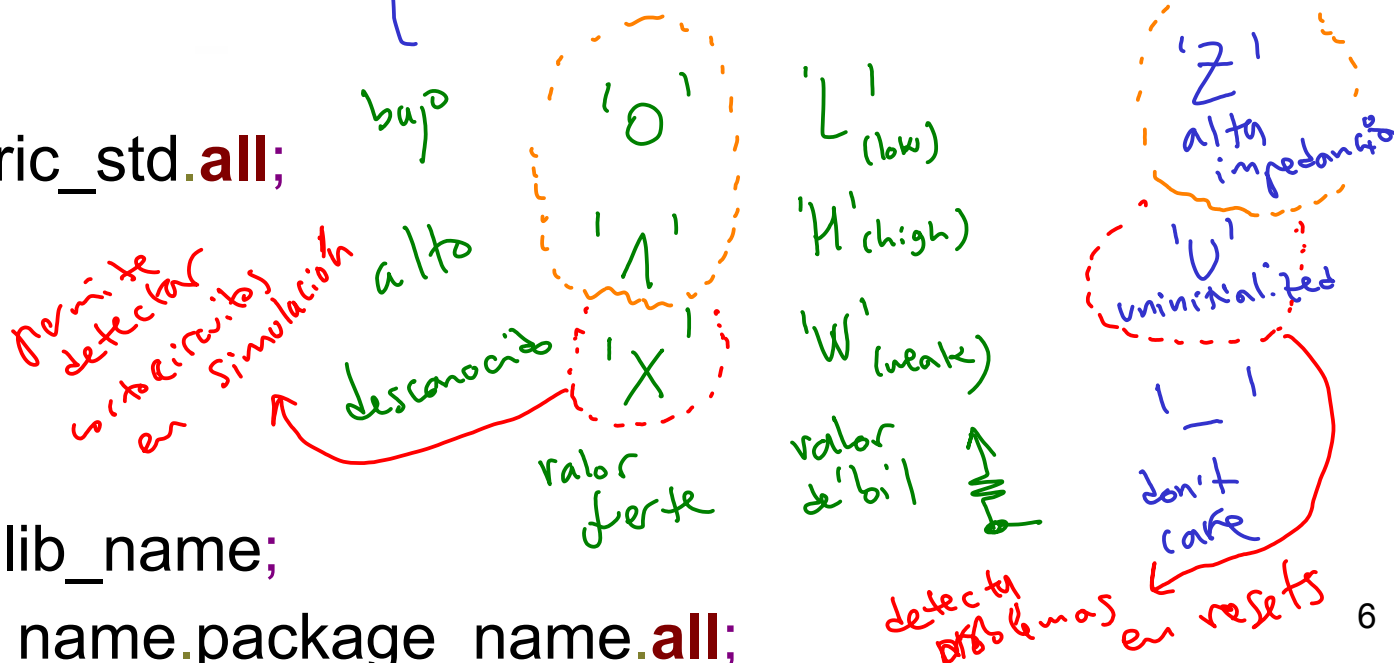 bajo '0' 'L' (low) 'Z' alta impedancia
ric_std.all;
alto '1' 'H' (high) 'U' uninitialized
permite
detectar
cortocircuitos
en simulación
desconocido 'X' 'W' (weak) '-' don't care
valor fuerte
valor débil
lib_name;
detecta problemas en resets
name.package_name.all;
6